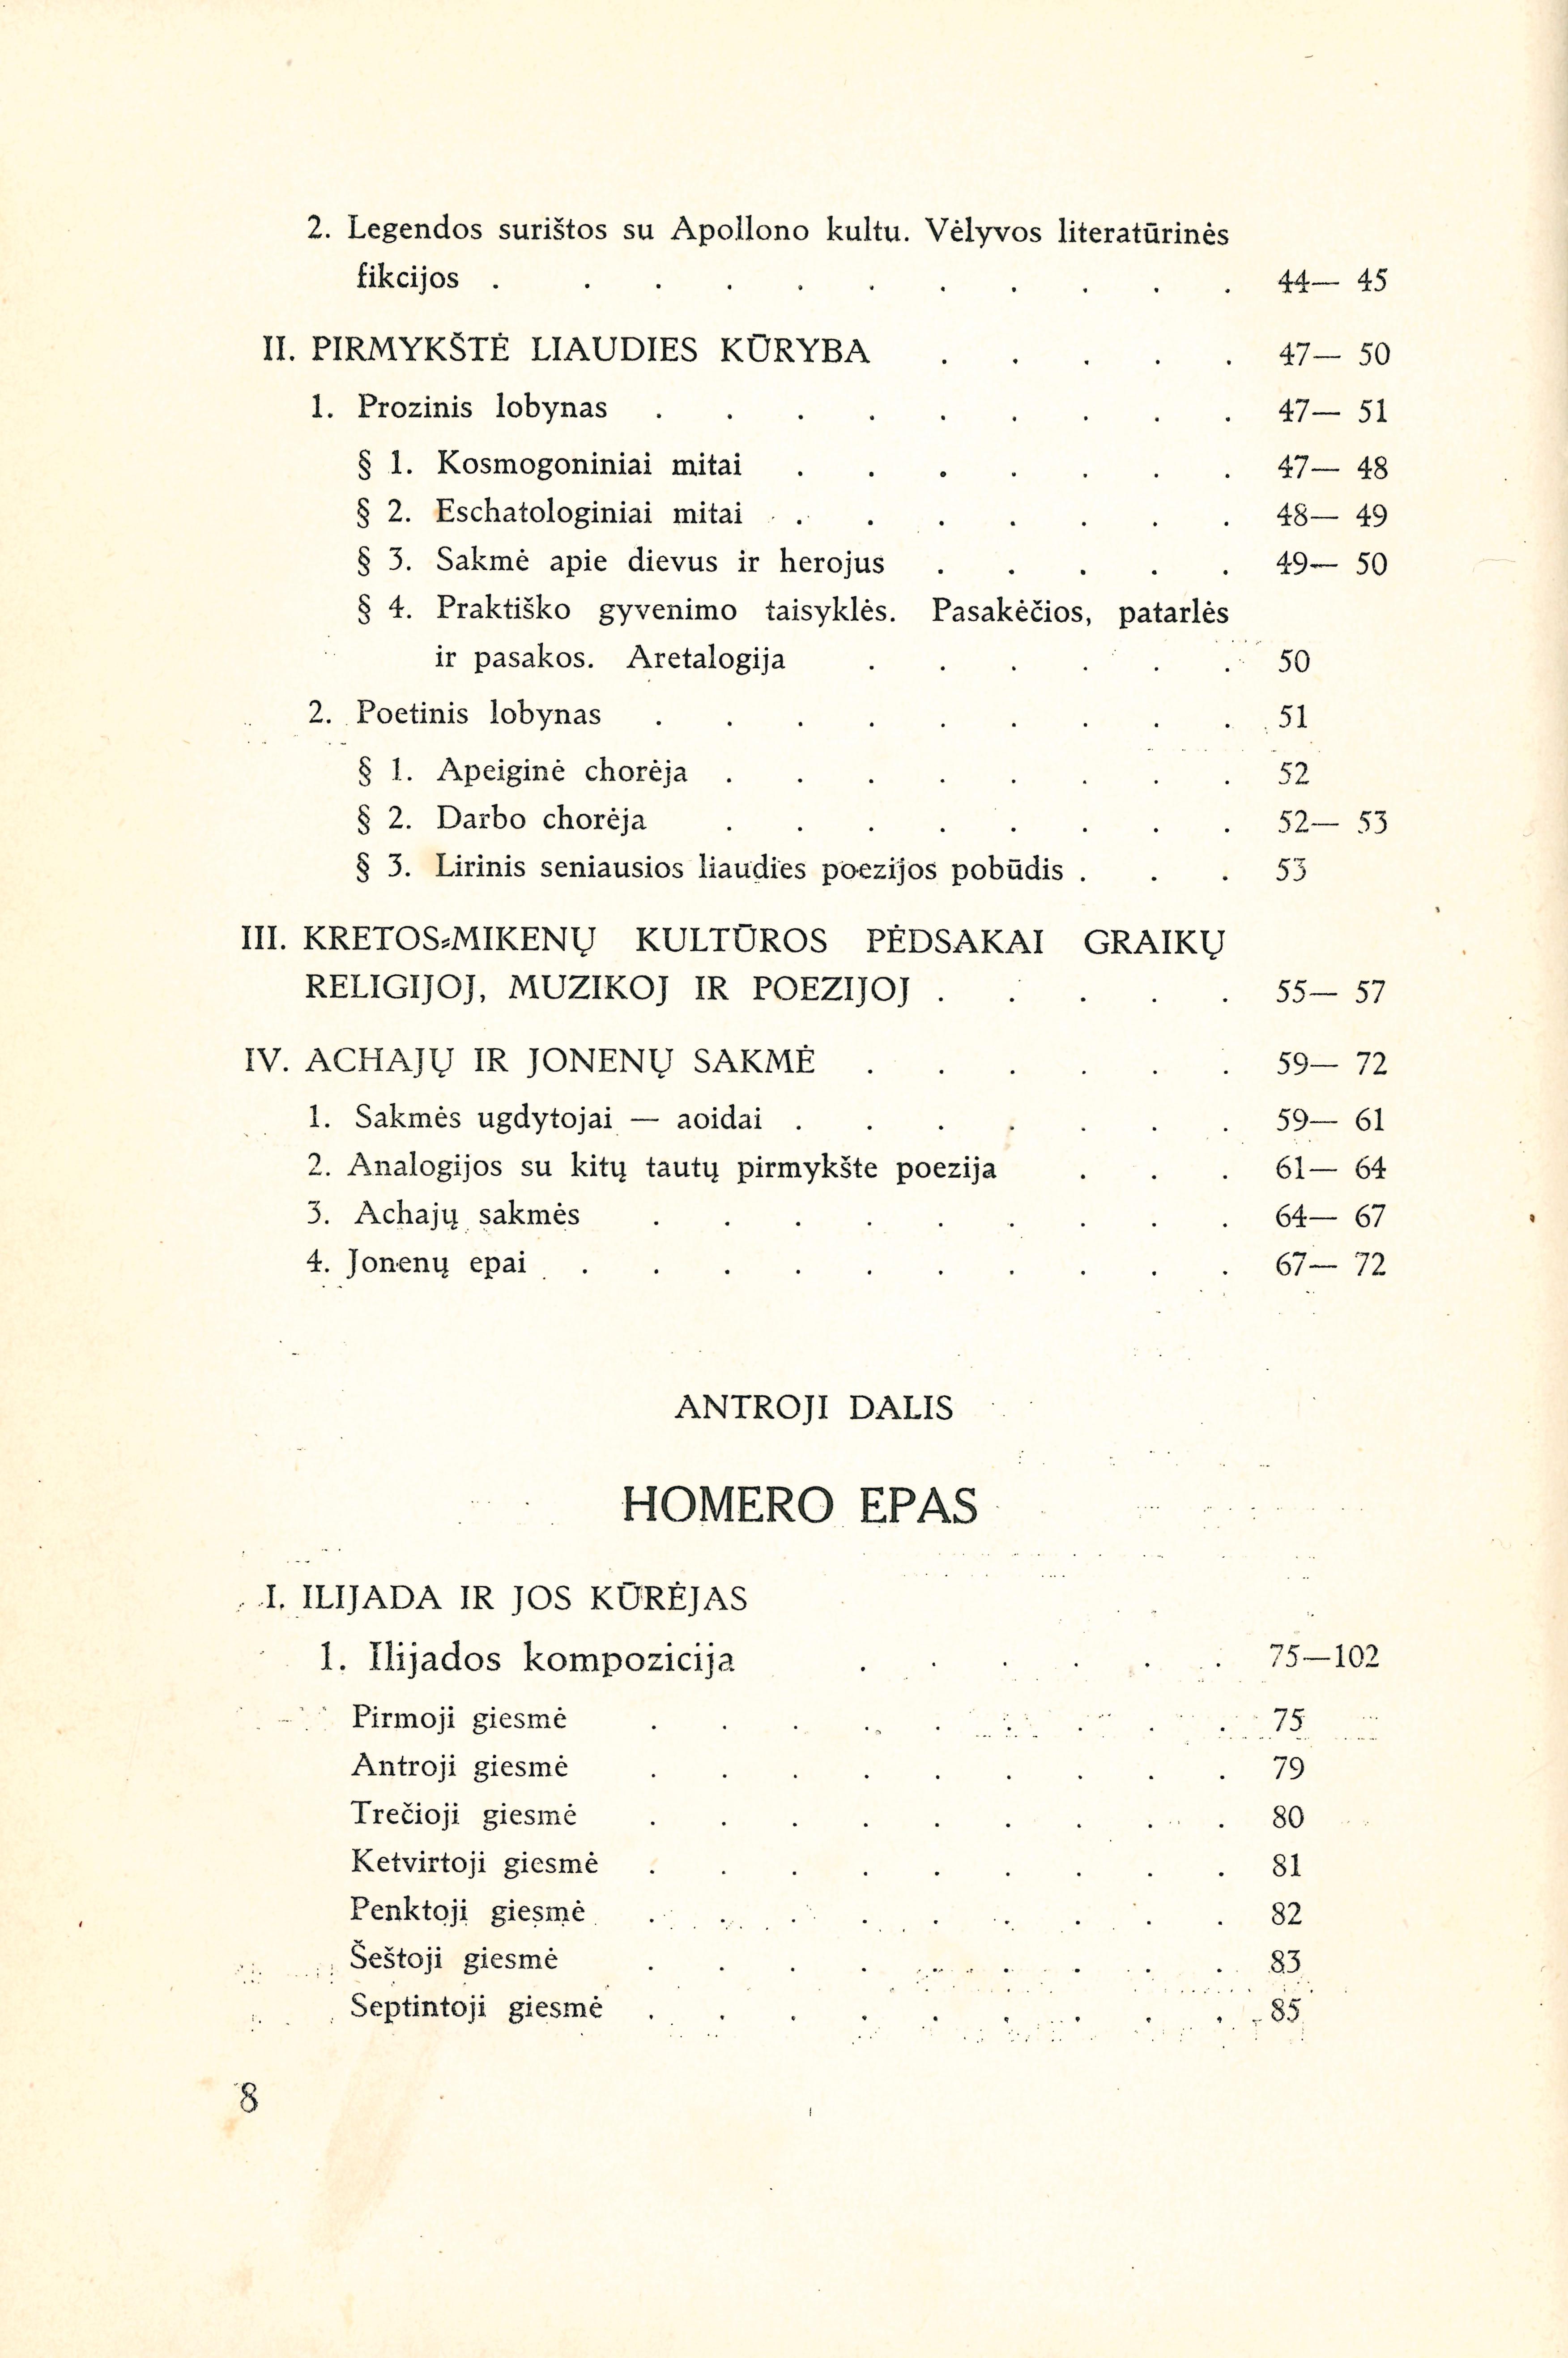 2. Legendos surištos su Apollono kultu. Vėlyvos literatūrinės
fikcijos . . . . . . . . . . . 44— 45
II. PIRMYKŠTĖ LIAUDIES KŪRYBA . . . . . 47— 50
1. Prozinis lobynas . . . . . . . . . 47— 51
§ 1. Kosmogoniniai mitai . . . . . . . 47— 48
§ 2. Eschatologiniai mitai . . . . . . . 48— 49
§ 3. Sakmė apie dievus ir herojus . . . . . 49— 50
§ 4. Praktiško gyvenimo taisyklės. Pasakėčios, patarlės
ir pasakos. Aretalogija . . . . . . 50
2. Poetinis lobynas . . . . . . . . . 51
§ 1. Apeiginė chorėja . . . . . . . . 52
§ 2. Darbo chorėja . . . . . . . . 52— 53
§ 3. Lirinis seniausios liaudies poezijos pobūdis . . . 53
III. KRETOS-MIKENŲ KULTŪROS PĖDSAKAI GRAIKŲ
RELIGIJOJ, MUZIKOJ IR POEZIJOJ . . . . . 55— 57
IV. ACHAJŲ IR JONENŲ SAKMĖ . . . . . . 59— 72
1. Sakmės ugdytojai — aoidai . . . . . . . 59— 61
2. Analogijos su kitų tautų pirmykšte poezija . . . 61— 64
3. Achajų sakmės . . . . . . . . . 64— 67
4. Jonenų epai . . . . . . . . . . 67— 72
ANTROJI DALIS
HOMERO EPAS
I. ILIJADA IR JOS KŪRĖJAS
1. Ilijados kompozicija . . . . . . 75—102
Pirmoji giesmė . . . . . . . . . 75
Antroji giesmė . . . . . . . . . 79
Trečioji giesmė . . . . . . . . . 80
Ketvirtoji giesmė . . . . . . . . . 81
Penktoji giesmė . . . . . . . . . 82
Šeštoji giesmė . . . . . . . . . 83
Septintoji giesmė . . . . . . . . . 85
8